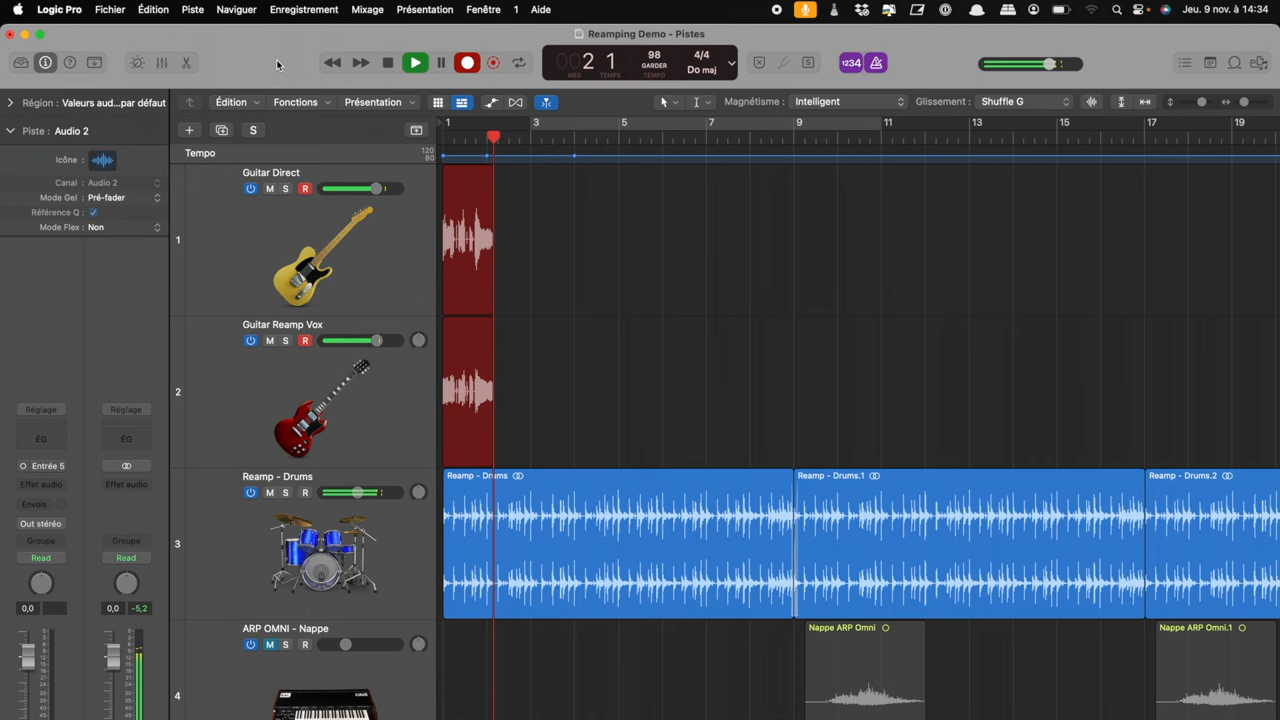 Logic Pro Fichier Édition Piste Naviguer Enregistrement Mixage Présentation Fenêtre 1 Aide Jeu. 9 nov. à 14:34
Reamping Demo - Pistes
002 1 98 4/4
GARDER Do maj
MES TEMPS TEMPO
1234
Région : Valeurs aud...par défaut
Édition Fonctions Présentation Magnétisme : Intelligent Glissement : Shuffle G
Piste : Audio 2
S
1 3 5 7 9 11 13 15 17 19
Tempo 120
80
Icône :
Canal : Audio 2
Mode Gel : Pré-fader
Référence Q :
Mode Flex : Non
Guitar Direct
M S R
1
Guitar Reamp Vox
M S R
2
Réglage Réglage
ÉG ÉG
Entrée 5
Effet audio Effet audio
Envois
Out stéréo
Groupe Groupe
Read Read
0,0 0,0 -5,2
Reamp - Drums
M S R
3
Reamp - Drums Reamp - Drums.1 Reamp - Drums.2
ARP OMNI - Nappe
M S R
4
Nappe ARP Omni Nappe ARP Omni.1